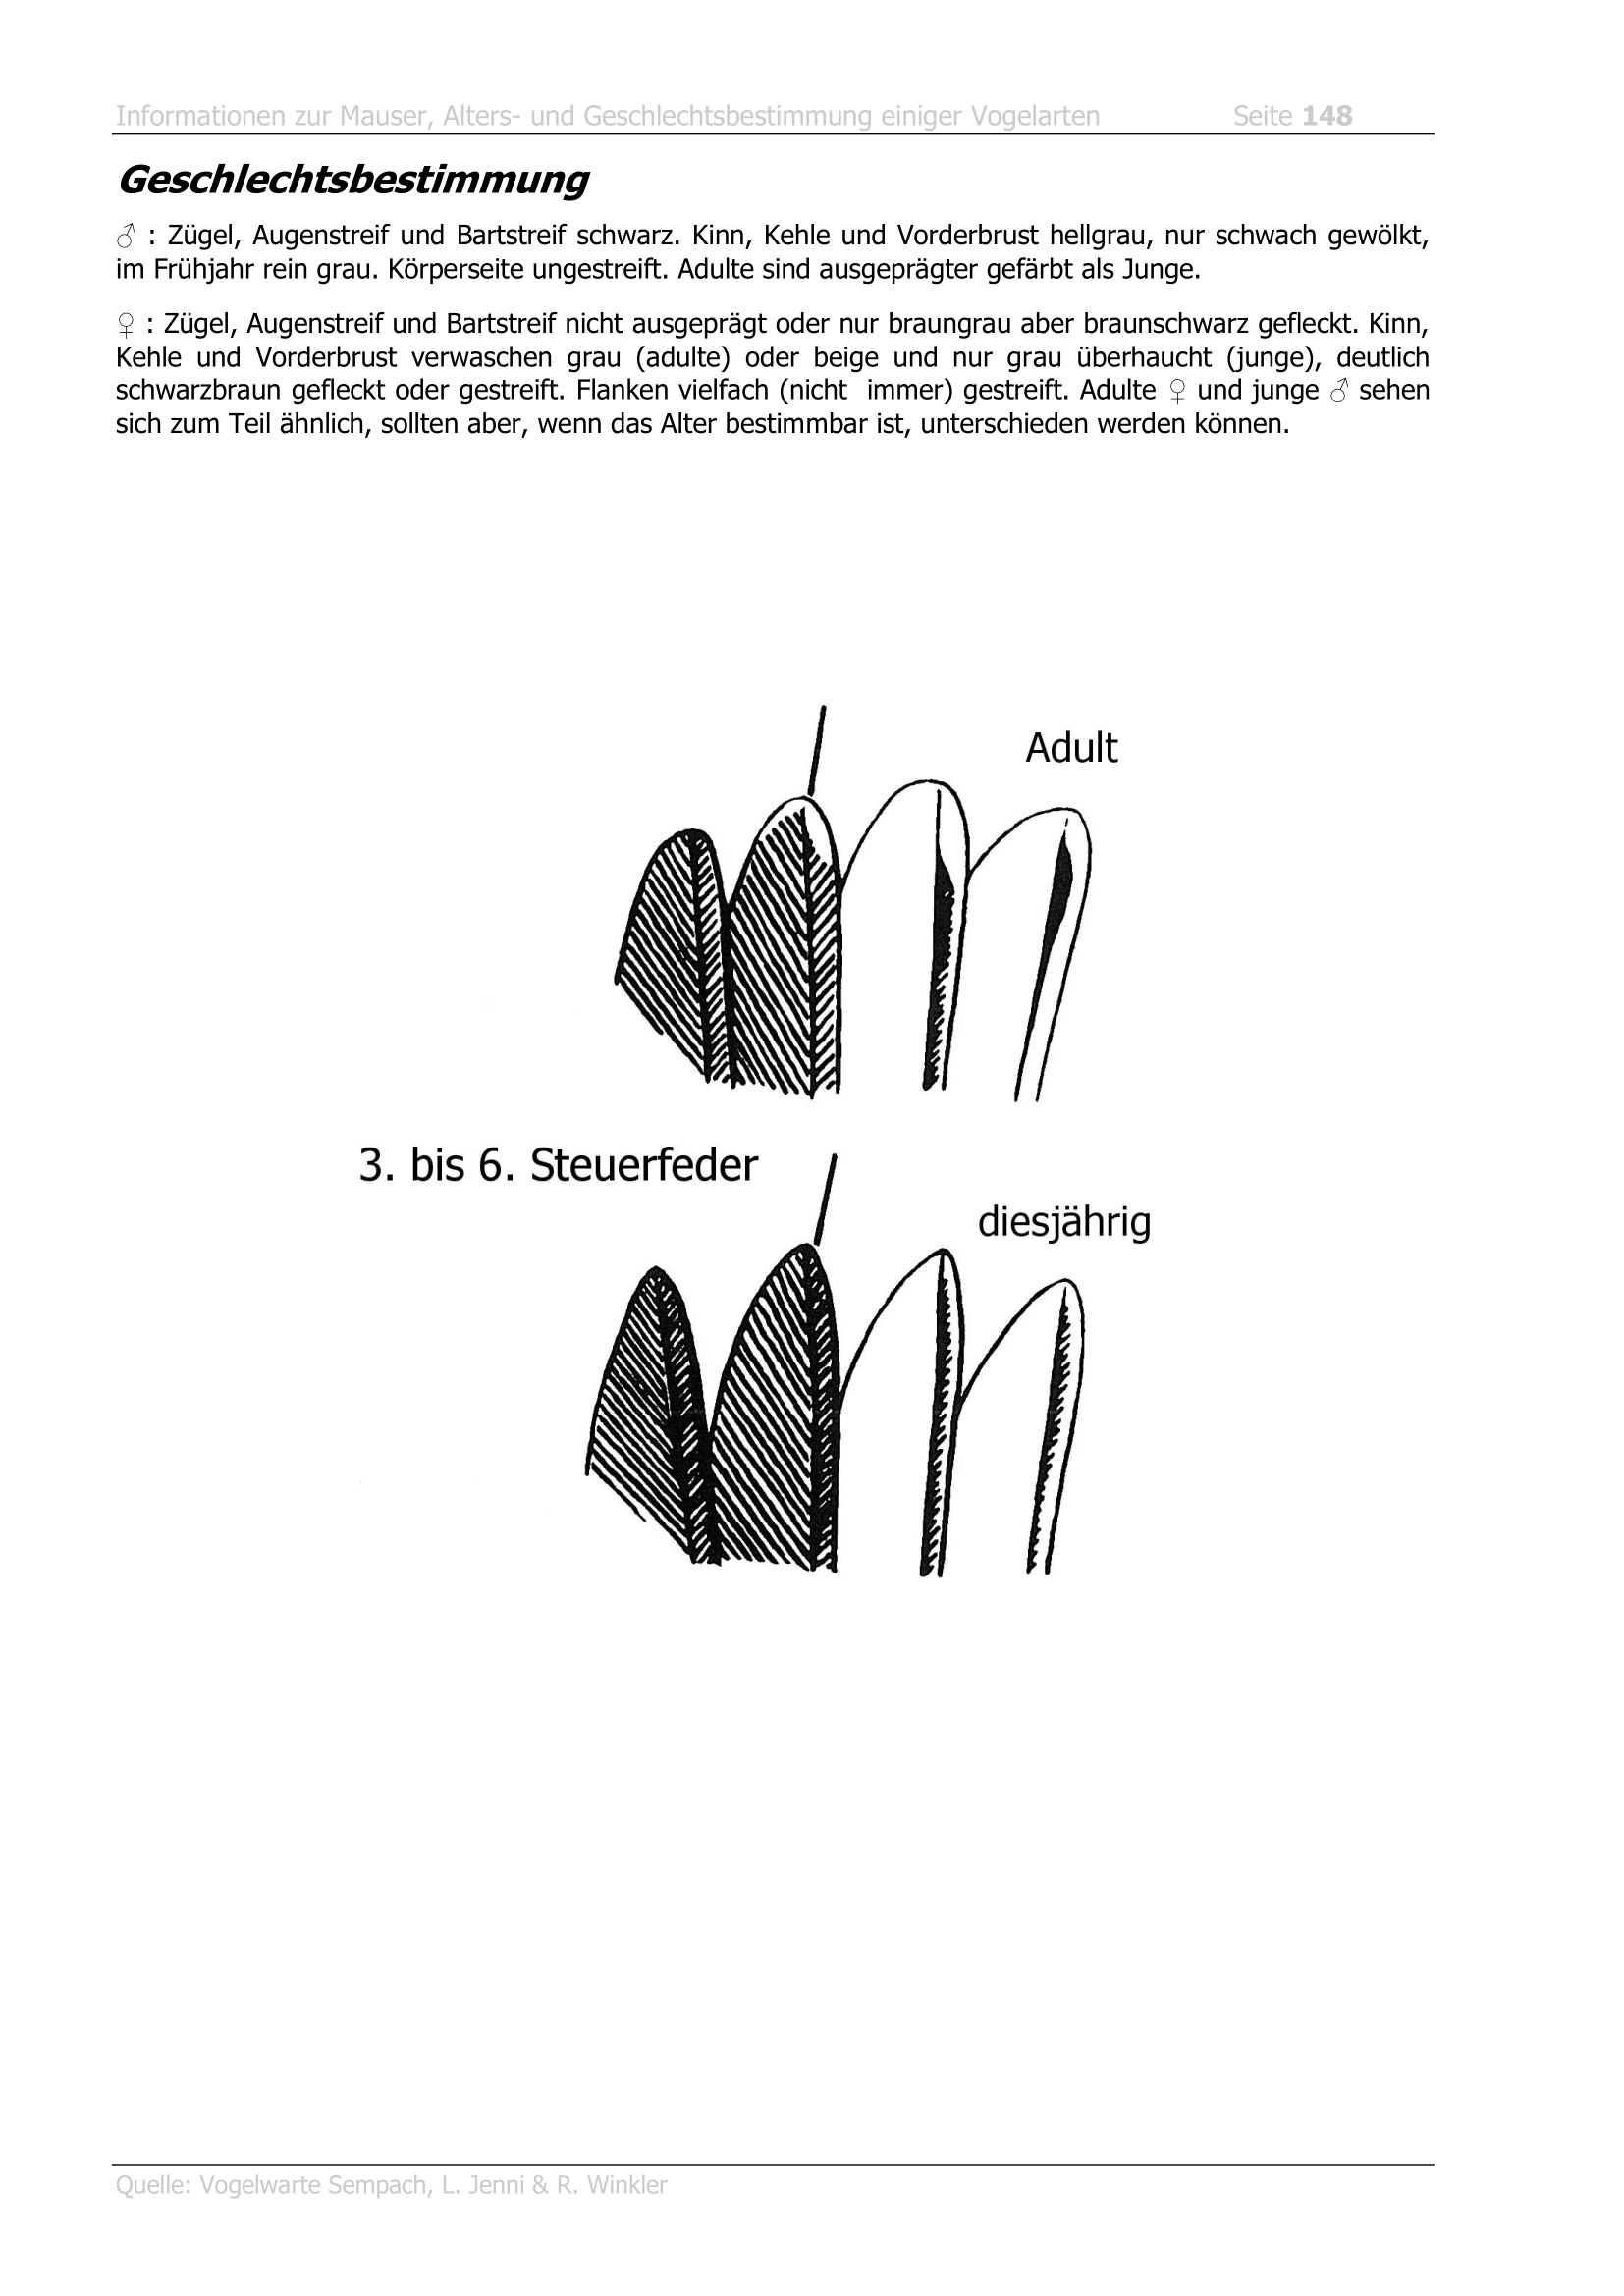 Informationen zur Mauser, Alters- und Geschlechtsbestimmung einiger Vogelarten Seite 148
Geschlechtsbestimmung
♂ : Zügel, Augenstreif und Bartstreif schwarz. Kinn, Kehle und Vorderbrust hellgrau, nur schwach gewölkt,
im Frühjahr rein grau. Körperseite ungestreift. Adulte sind ausgeprägter gefärbt als Junge.
♀ : Zügel, Augenstreif und Bartstreif nicht ausgeprägt oder nur braungrau aber braunschwarz gefleckt. Kinn,
Kehle und Vorderbrust verwaschen grau (adulte) oder beige und nur grau überhaucht (junge), deutlich
schwarzbraun gefleckt oder gestreift. Flanken vielfach (nicht immer) gestreift. Adulte ♀ und junge ♂ sehen
sich zum Teil ähnlich, sollten aber, wenn das Alter bestimmbar ist, unterschieden werden können.
Adult
3. bis 6. Steuerfeder
diesjährig
Quelle: Vogelwarte Sempach, L. Jenni & R. Winkler